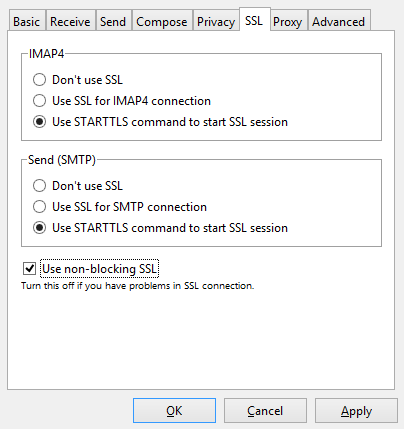 Basic Receive Send Compose Privacy SSL Proxy Advanced
IMAP4
Don't use SSL
Use SSL for IMAP4 connection
Use STARTTLS command to start SSL session
Send (SMTP)
Don't use SSL
Use SSL for SMTP connection
Use STARTTLS command to start SSL session
Use non-blocking SSL
Turn this off if you have problems in SSL connection.
OK Cancel Apply